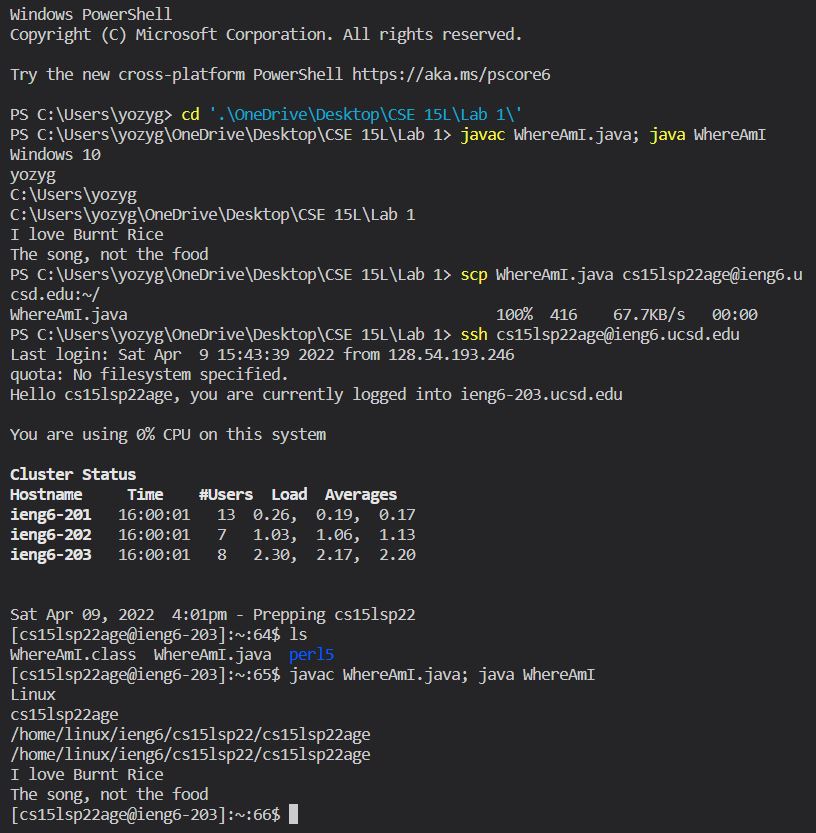 Windows PowerShell
Copyright (C) Microsoft Corporation. All rights reserved.
Try the new cross-platform PowerShell https://aka.ms/pscore6
PS C:\Users\yozyg> cd '.\OneDrive\Desktop\CSE 15L\Lab 1\'
PS C:\Users\yozyg\OneDrive\Desktop\CSE 15L\Lab 1> javac WhereAmI.java; java WhereAmI
Windows 10
yozyg
C:\Users\yozyg
C:\Users\yozyg\OneDrive\Desktop\CSE 15L\Lab 1
I love Burnt Rice
The song, not the food
PS C:\Users\yozyg\OneDrive\Desktop\CSE 15L\Lab 1> scp WhereAmI.java cs15lsp22age@ieng6.u
csd.edu:~/
WhereAmI.java 100% 416 67.7KB/s 00:00
PS C:\Users\yozyg\OneDrive\Desktop\CSE 15L\Lab 1> ssh cs15lsp22age@ieng6.ucsd.edu
Last login: Sat Apr  9 15:43:39 2022 from 128.54.193.246
quota: No filesystem specified.
Hello cs15lsp22age, you are currently logged into ieng6-203.ucsd.edu
You are using 0% CPU on this system
Cluster Status
Hostname Time #Users Load Averages
ieng6-201 16:00:01 13 0.26, 0.19, 0.17
ieng6-202 16:00:01 7 1.03, 1.06, 1.13
ieng6-203 16:00:01 8 2.30, 2.17, 2.20
Sat Apr 09, 2022  4:01pm - Prepping cs15lsp22
[cs15lsp22age@ieng6-203]:~:64$ ls
WhereAmI.class  WhereAmI.java  perl5
[cs15lsp22age@ieng6-203]:~:65$ javac WhereAmI.java; java WhereAmI
Linux
cs15lsp22age
/home/linux/ieng6/cs15lsp22/cs15lsp22age
/home/linux/ieng6/cs15lsp22/cs15lsp22age
I love Burnt Rice
The song, not the food
[cs15lsp22age@ieng6-203]:~:66$